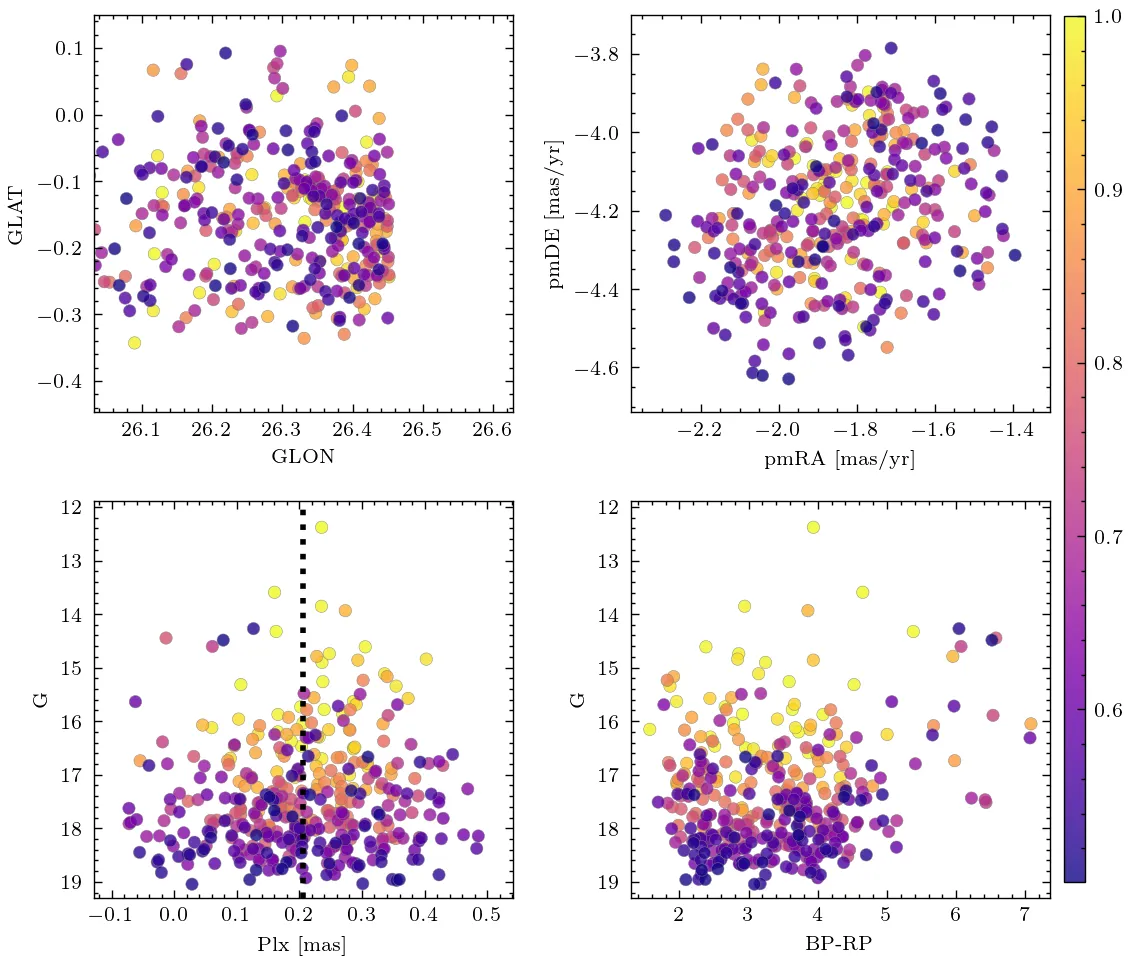 0.1
0.0
−0.1
−0.2
−0.3
−0.4
GLAT
26.1 26.2 26.3 26.4 26.5 26.6
GLON
−3.8
−4.0
−4.2
−4.4
−4.6
pmDE [mas/yr]
−2.2 −2.0 −1.8 −1.6 −1.4
pmRA [mas/yr]
1.0
0.9
0.8
0.7
0.6
12
13
14
15
16
17
18
19
G
−0.1 0.0 0.1 0.2 0.3 0.4 0.5
Plx [mas]
12
13
14
15
16
17
18
19
G
2 3 4 5 6 7
BP-RP